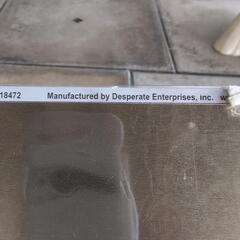 18472 Manufactured by Desperate Enterprises, Inc. w